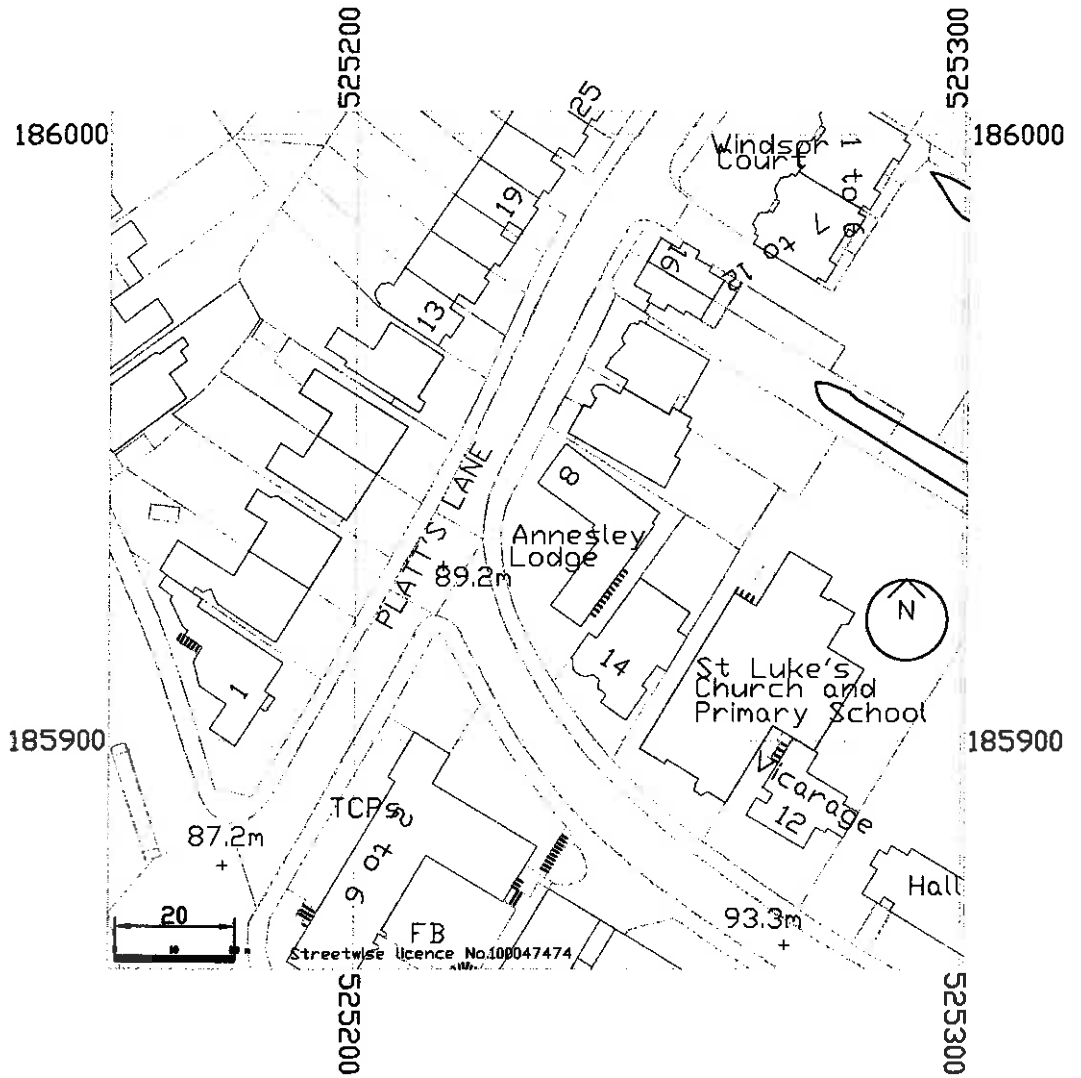 525200
525300
186000
186000
25
Windsor
Court
1 to 6
7 to 12
19
16
13
PLATT'S LANE
8
Annesley
Lodge
89.2m
N
14
St Luke's
Church and
Primary School
1
185900
185900
Vicarage
12
TCPs
2 to 6
87.2m
Hall
20
FB
93.3m
Streetwise licence No.100047474
525200
525300